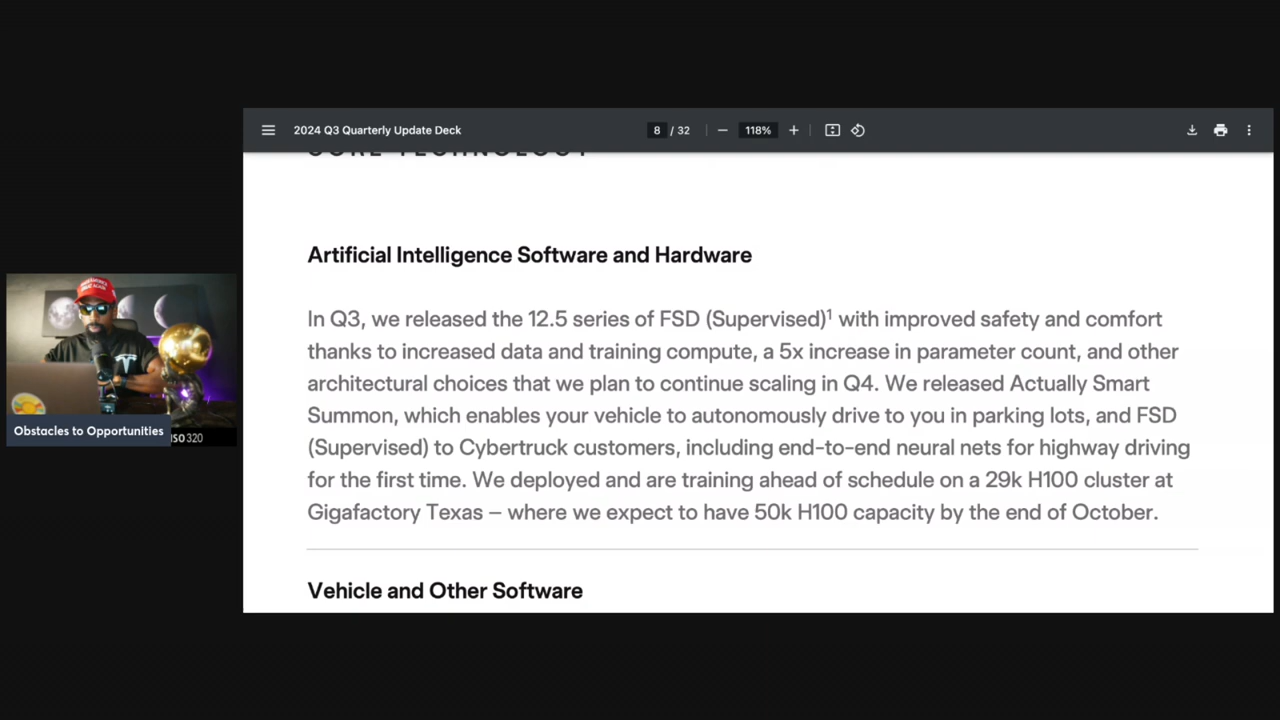 2024 Q3 Quarterly Update Deck
8 / 32
118%
CORE TECHNOLOGY
Artificial Intelligence Software and Hardware
In Q3, we released the 12.5 series of FSD (Supervised)¹ with improved safety and comfort
thanks to increased data and training compute, a 5x increase in parameter count, and other
architectural choices that we plan to continue scaling in Q4. We released Actually Smart
Summon, which enables your vehicle to autonomously drive to you in parking lots, and FSD
(Supervised) to Cybertruck customers, including end-to-end neural nets for highway driving
for the first time. We deployed and are training ahead of schedule on a 29k H100 cluster at
Gigafactory Texas – where we expect to have 50k H100 capacity by the end of October.
Vehicle and Other Software
Obstacles to Opportunities
ISO 320